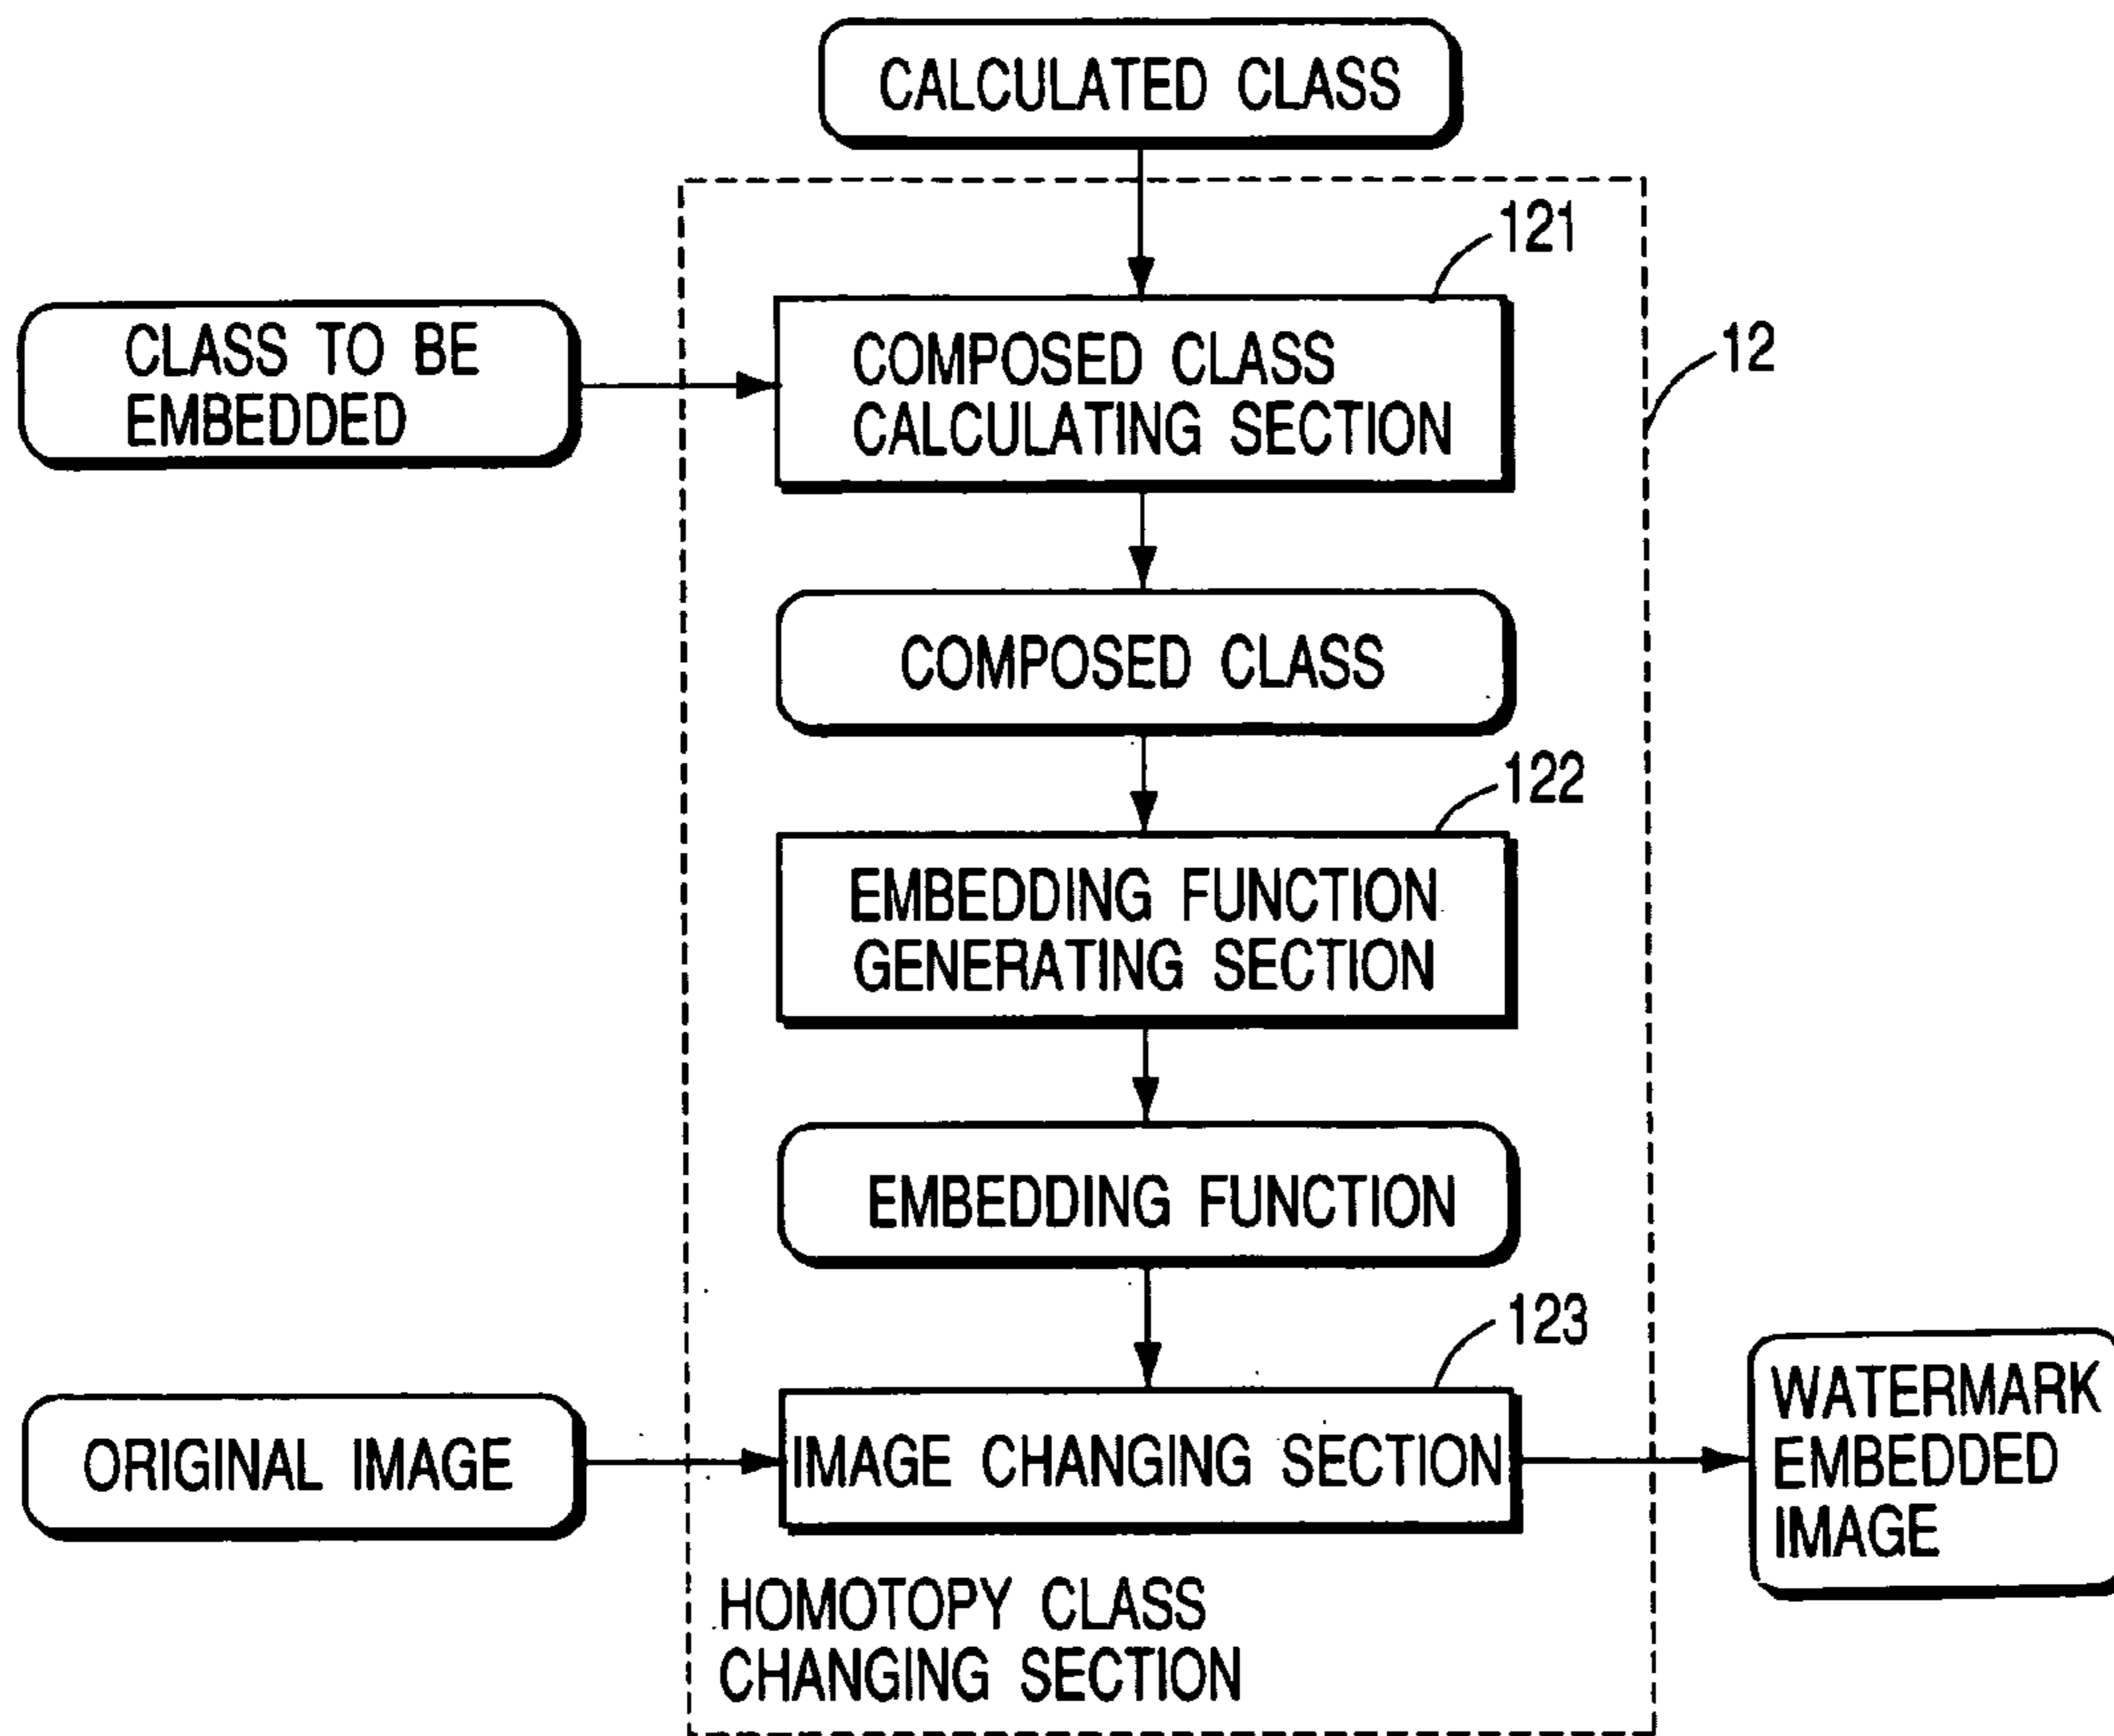 CALCULATED CLASS
121
12
CLASS TO BE
EMBEDDED
COMPOSED CLASS
CALCULATING SECTION
COMPOSED CLASS
122
EMBEDDING FUNCTION
GENERATING SECTION
EMBEDDING FUNCTION
123
ORIGINAL IMAGE
IMAGE CHANGING SECTION
WATERMARK
EMBEDDED
IMAGE
HOMOTOPY CLASS
CHANGING SECTION